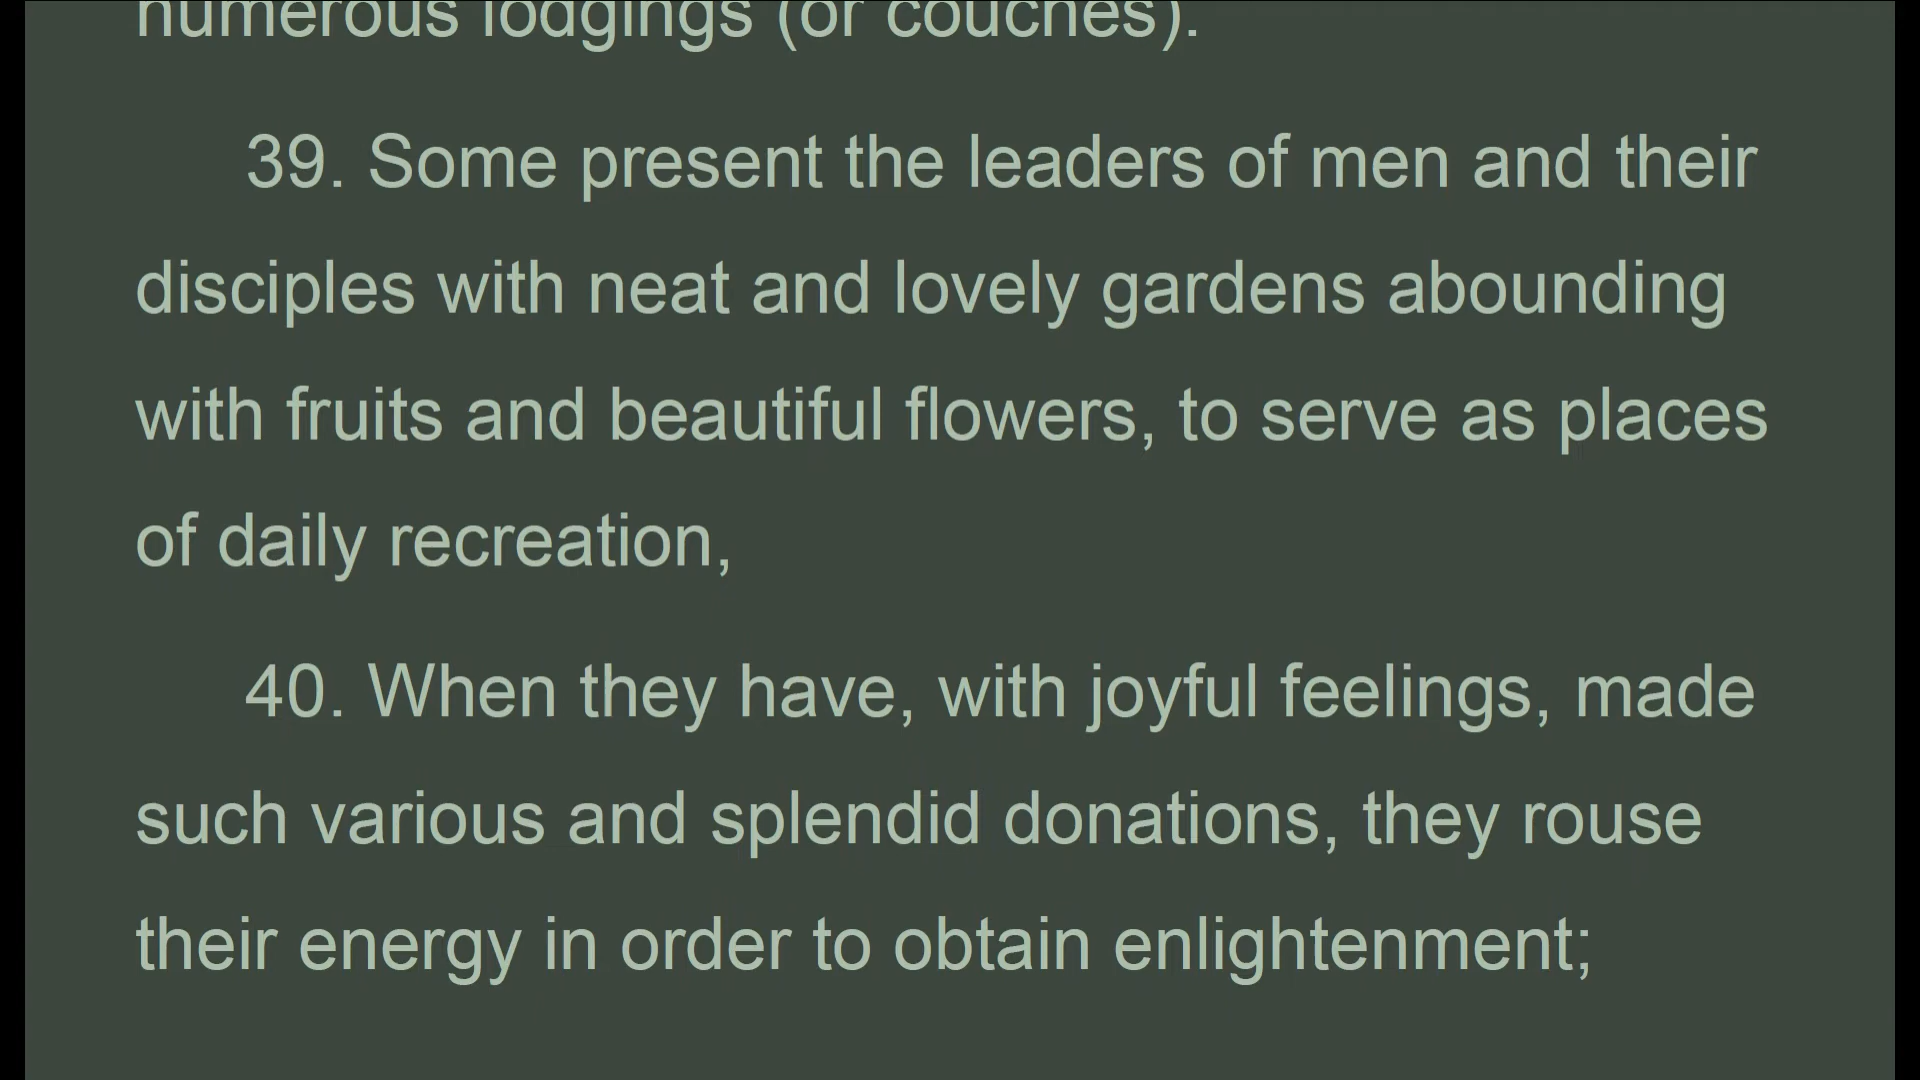 numerous lodgings (or couches).
39. Some present the leaders of men and their
disciples with neat and lovely gardens abounding
with fruits and beautiful flowers, to serve as places
of daily recreation,
40. When they have, with joyful feelings, made
such various and splendid donations, they rouse
their energy in order to obtain enlightenment;